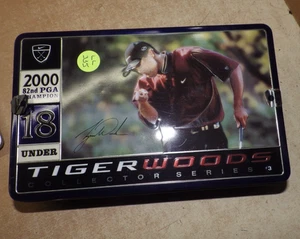 2000
82nd PGA
CHAMPION
18
UNDER
TIGER WOODS
COLLECTOR SERIES